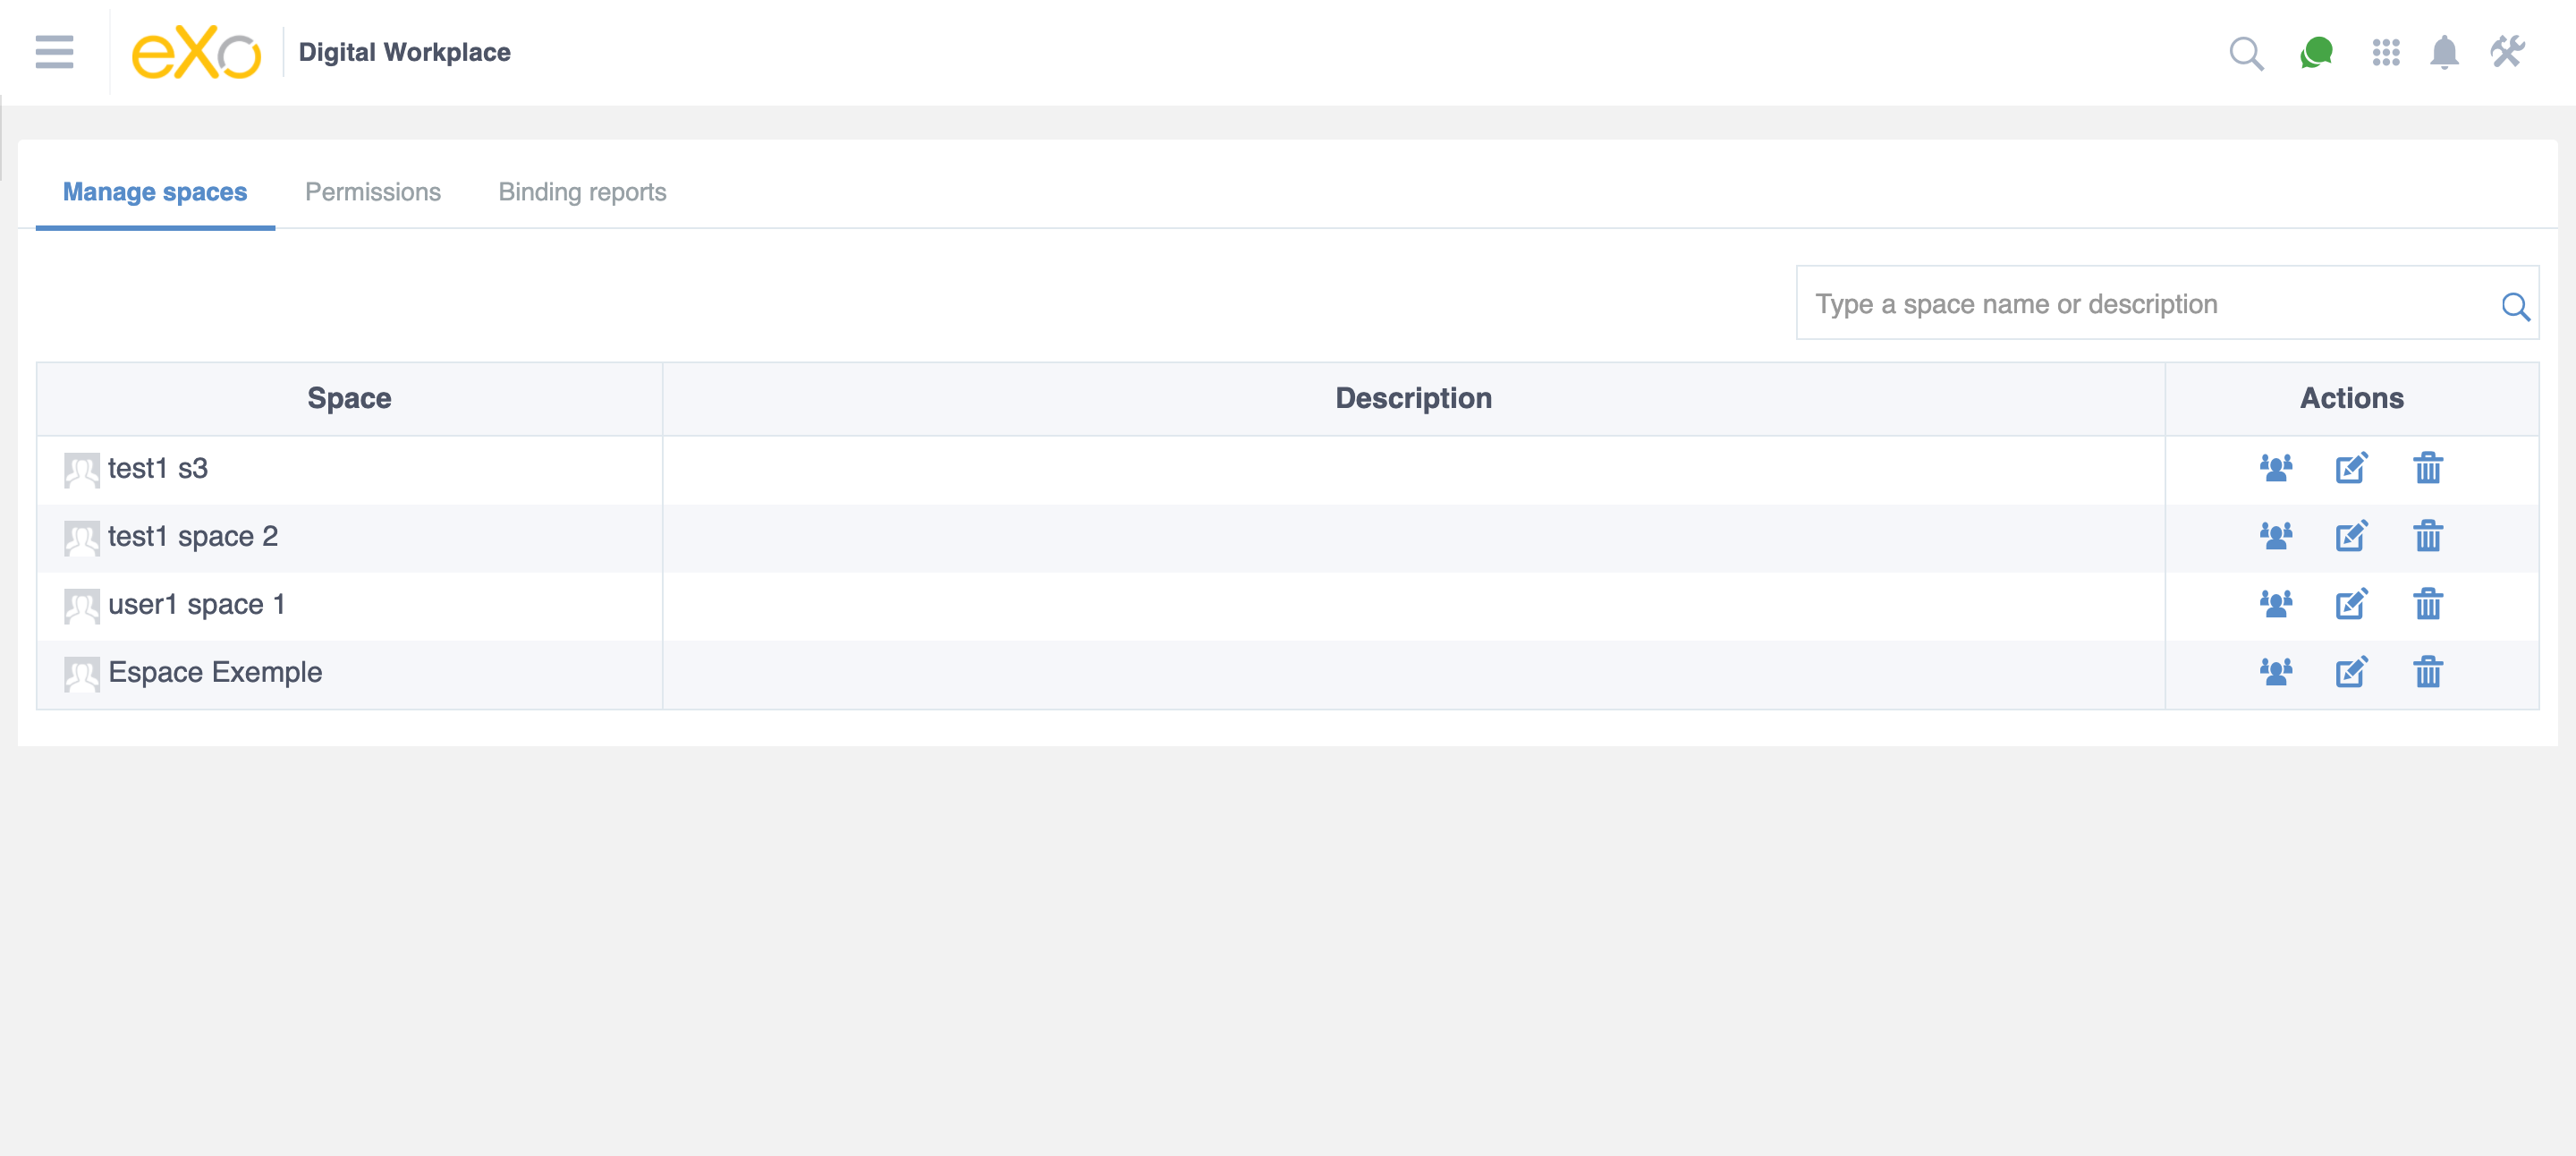 eXo
Digital Workplace
Manage spaces
Permissions
Binding reports
Type a space name or description
Space
Description
Actions
test1 s3
test1 space 2
user1 space 1
Espace Exemple